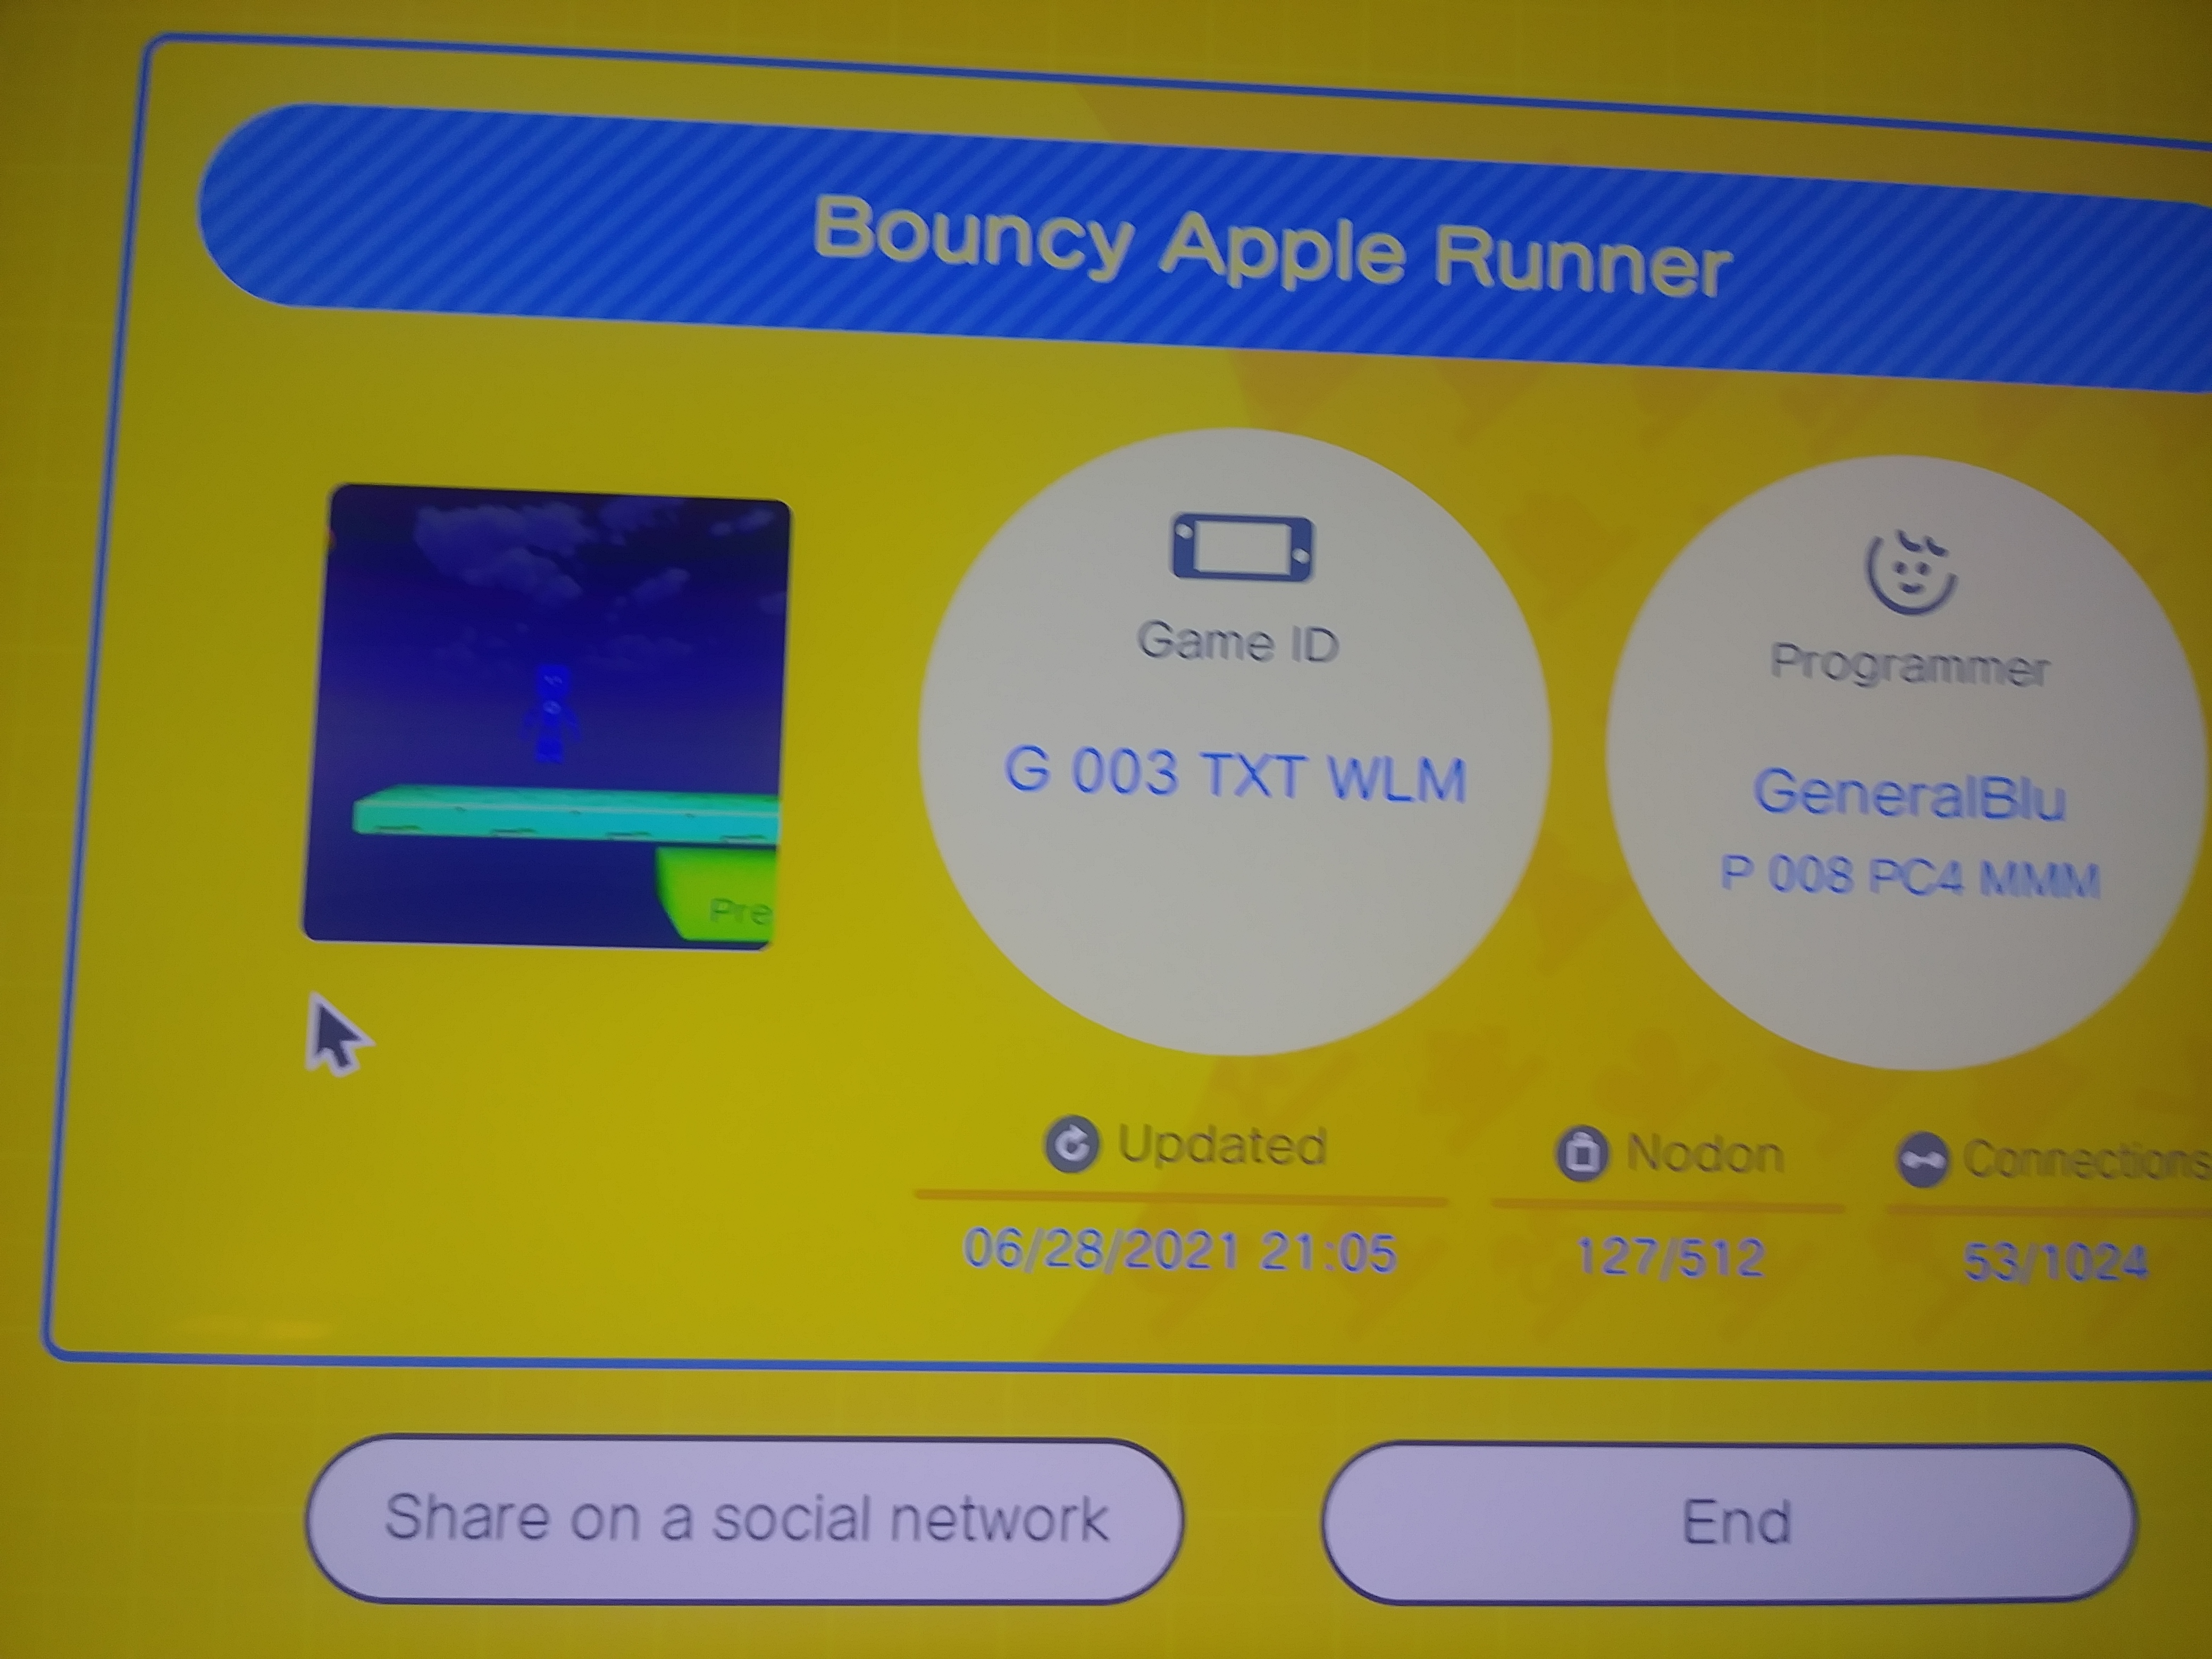 Bouncy Apple Runner
Game ID
G 003 TXT WLM
Programmer
GeneralBlu
P 008 PC4 MMM
Pre
Updated
06/28/2021 21:05
Nodon
127/512
Connections
53/1024
Share on a social network
End